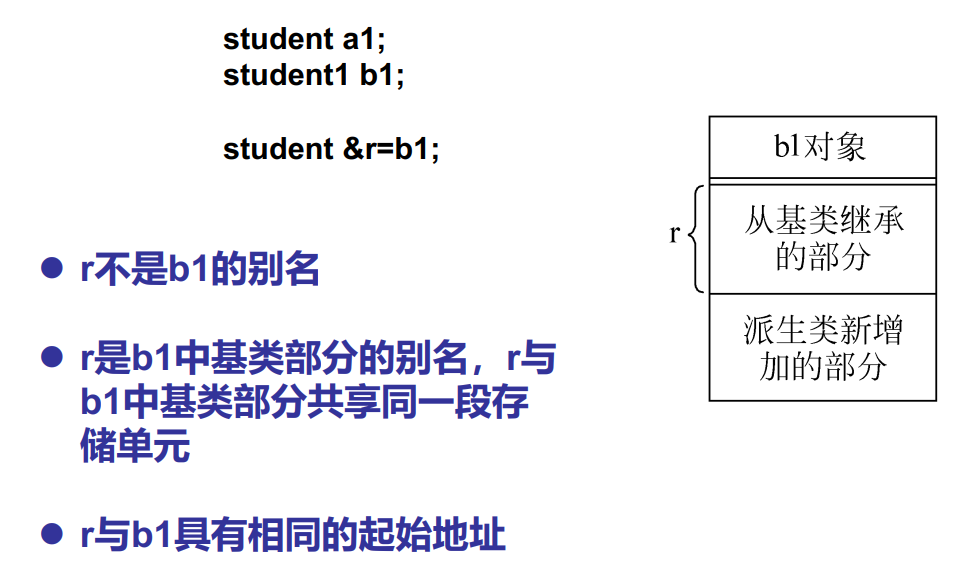 student a1;
student1 b1;
student &r=b1;
r不是b1的别名
r是b1中基类部分的别名，r与
b1中基类部分共享同一段存
储单元
r与b1具有相同的起始地址
b1对象
r
从基类继承
的部分
派生类新增
加的部分